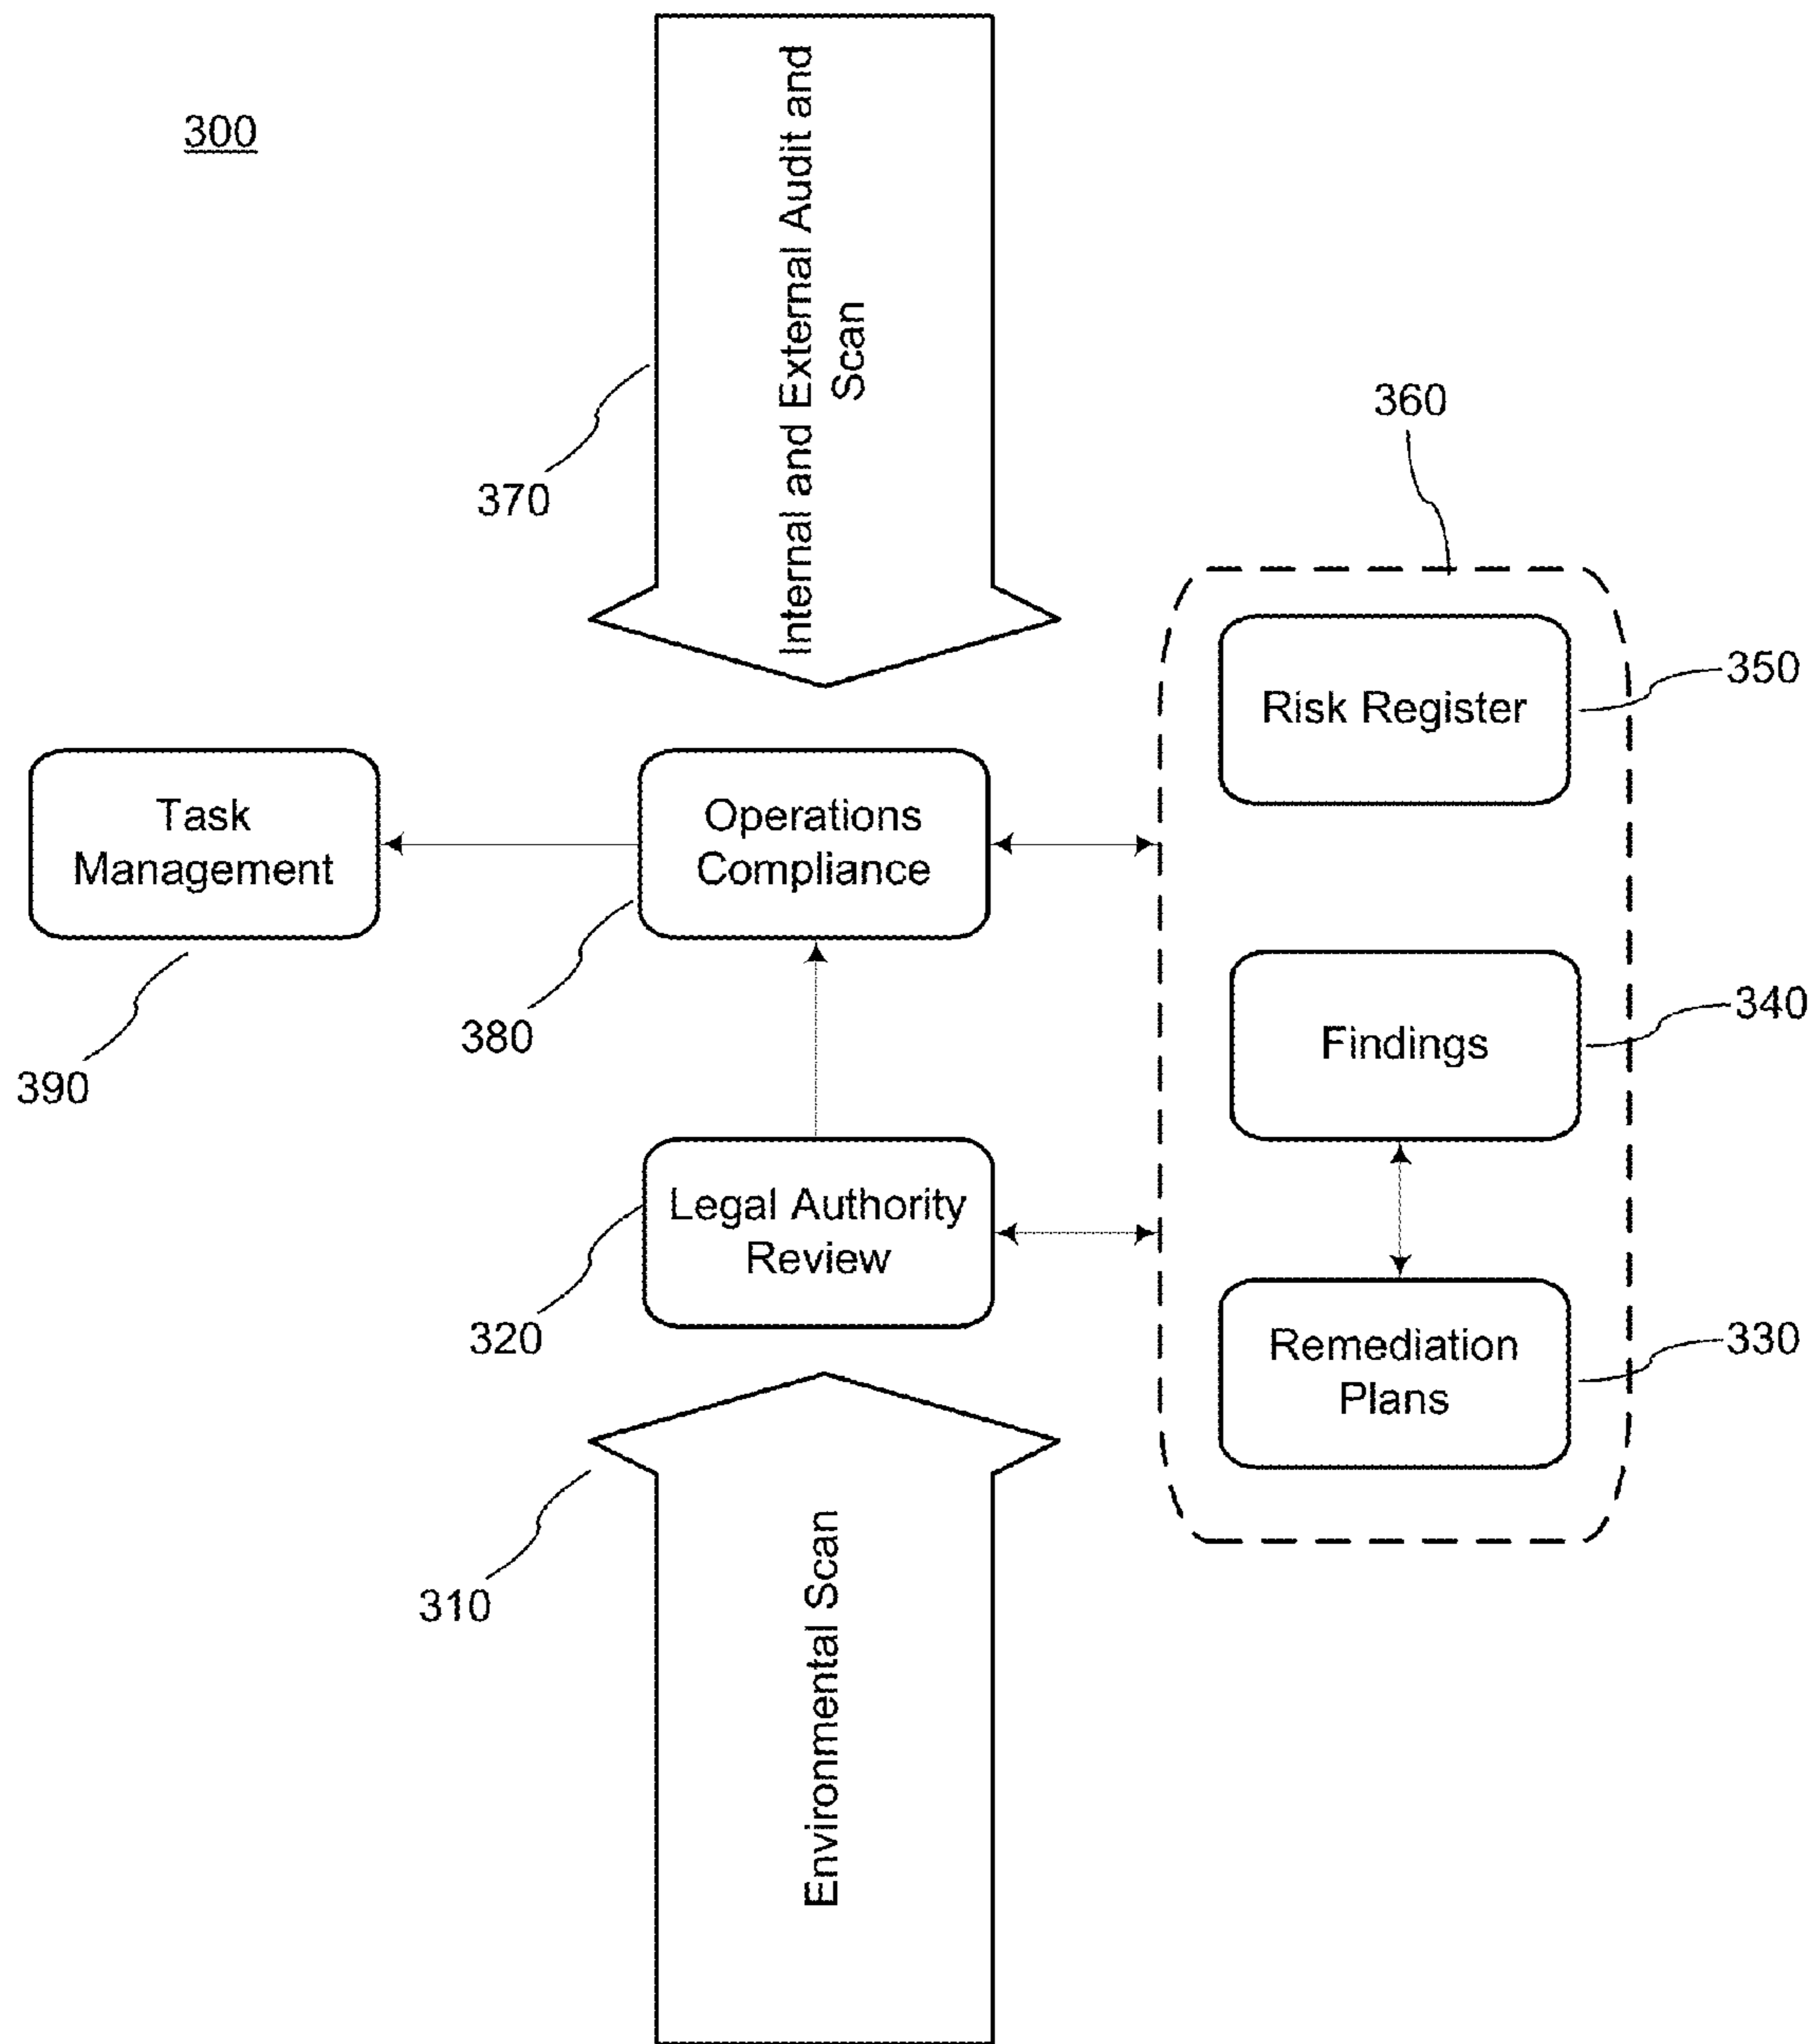 300
Internal and External Audit and
Scan
370
360
Risk Register
350
Task
Management
390
Operations
Compliance
380
Findings
340
Legal Authority
Review
320
Remediation
Plans
330
310
Environmental Scan